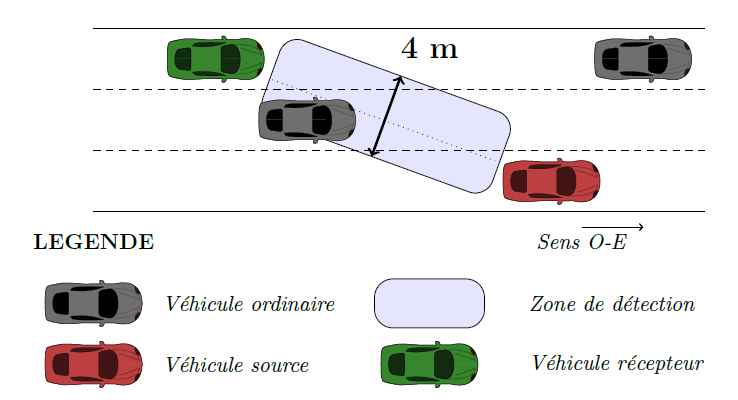 4 m
LEGENDE
Sens O-E
Véhicule ordinaire
Zone de détection
Véhicule source
Véhicule récepteur